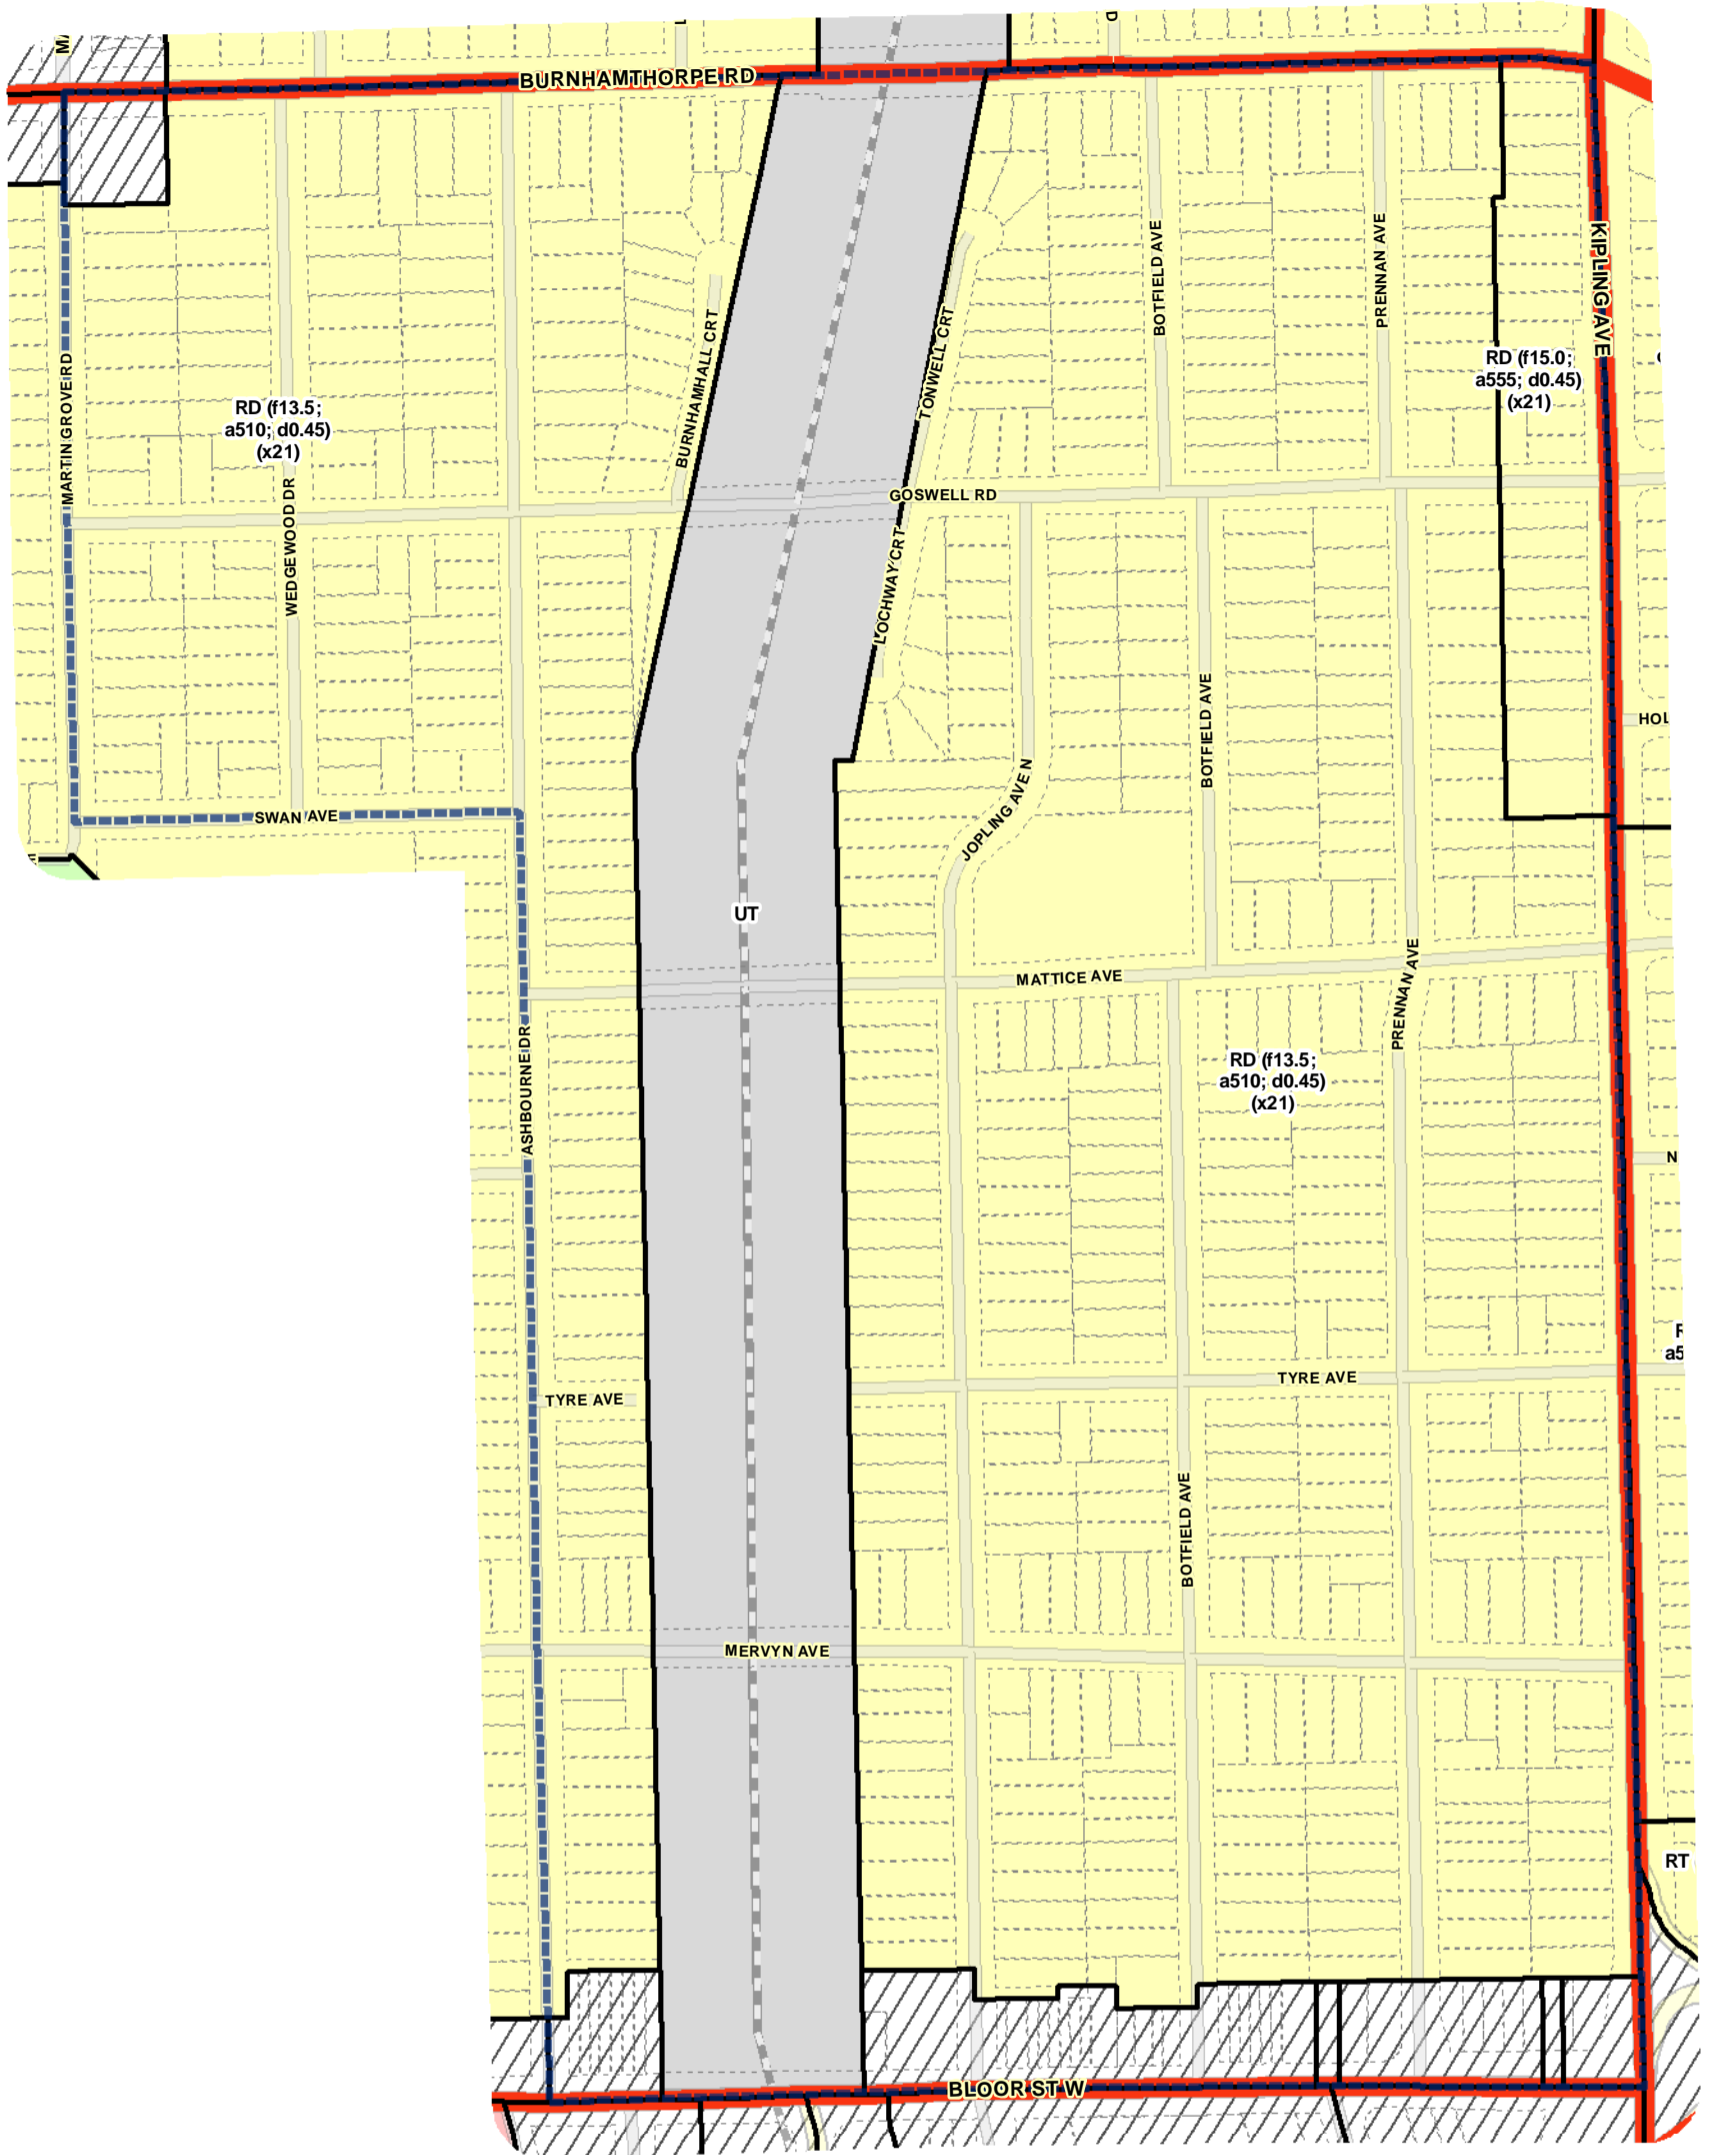 BURNHAMTHORPE RD
KIPLING AVE
BOTFIELD AVE
PRENNAN AVE
BURNHAMHALL CRT
TONWELL CRT
MARTIN GROVE RD
RD (f13.5;
a510; d0.45)
(x21)
RD (f15.0;
a555; d0.45)
(x21)
WEDGEWOOD DR
GOSWELL RD
LOCHWAY CRT
BOTFIELD AVE
HOL
JOPLING AVE N
SWAN AVE
UT
MATTICE AVE
PRENNAN AVE
ASHBOURNE DR
RD (f13.5;
a510; d0.45)
(x21)
N
a5
TYRE AVE
TYRE AVE
BOTFIELD AVE
MERVYN AVE
RT
BLOOR ST W